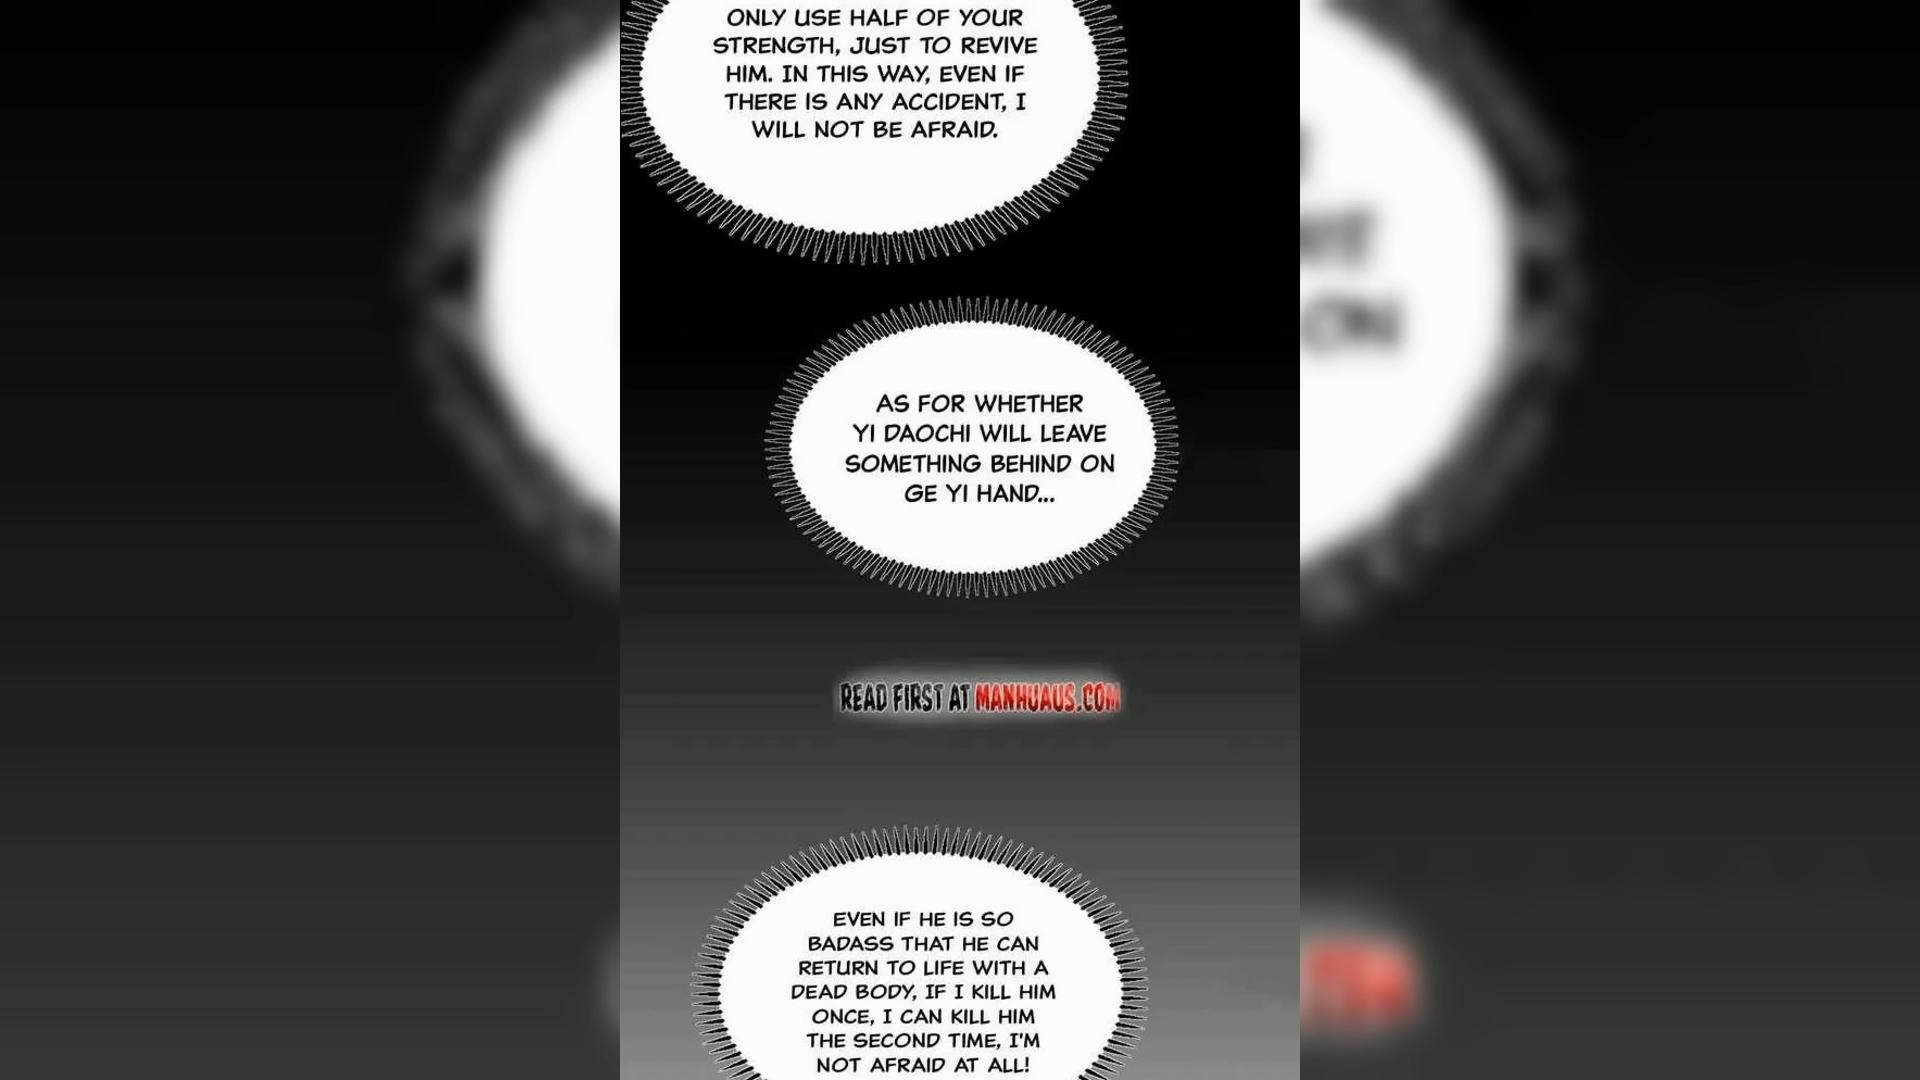 ONLY USE HALF OF YOUR
STRENGTH, JUST TO REVIVE
HIM. IN THIS WAY, EVEN IF
THERE IS ANY ACCIDENT, I
WILL NOT BE AFRAID.
AS FOR WHETHER
YI DAOCHI WILL LEAVE
SOMETHING BEHIND ON
GE YI HAND...
READ FIRST AT MANHUAUS.COM
EVEN IF HE IS SO
BADASS THAT HE CAN
RETURN TO LIFE WITH A
DEAD BODY, IF I KILL HIM
ONCE, I CAN KILL HIM
THE SECOND TIME, I'M
NOT AFRAID AT ALL!